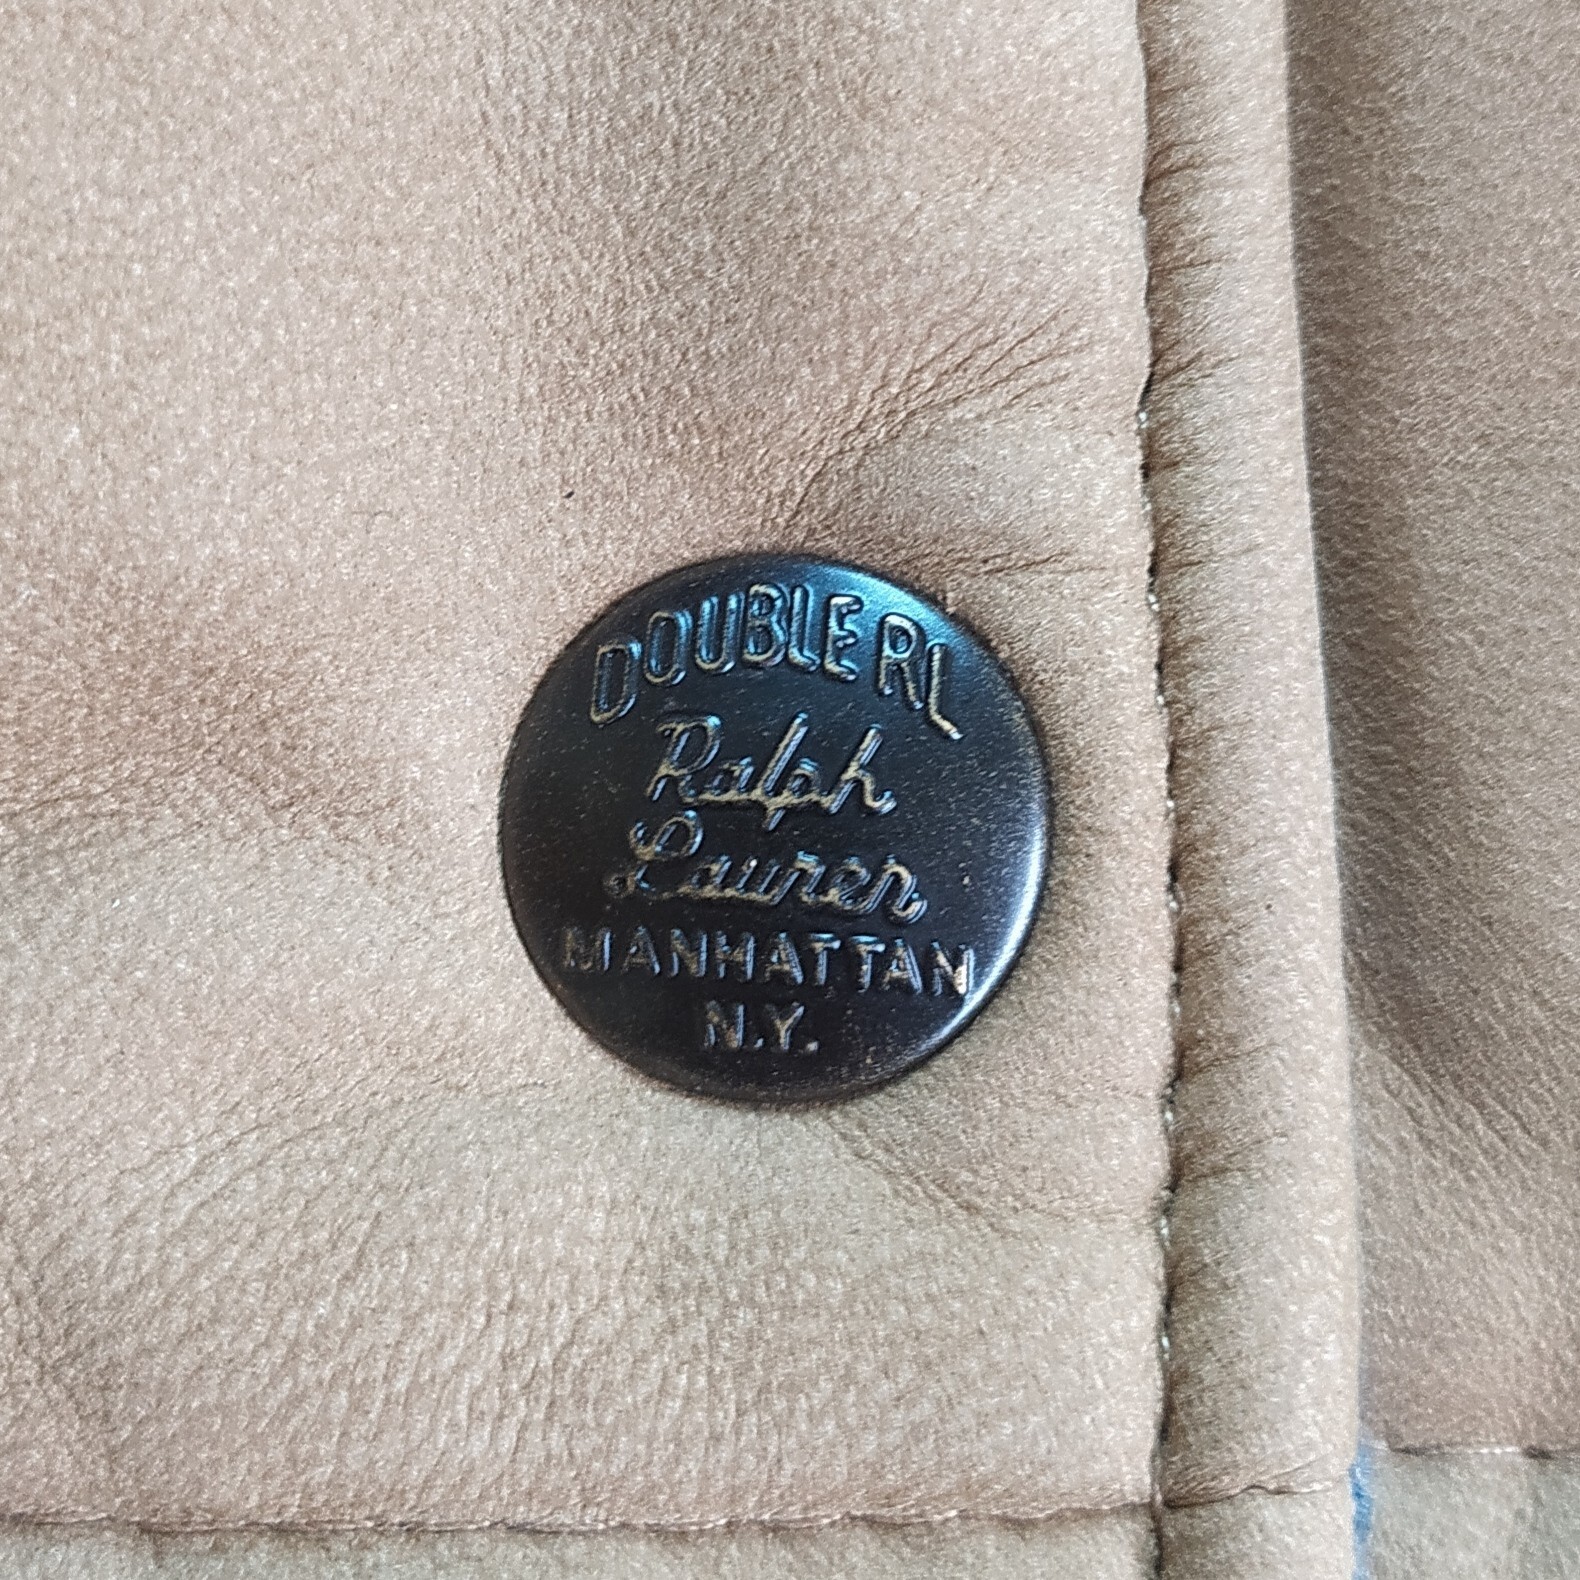 DOUBLE RL
Ralph
Lauren
MANHATTAN
N.Y.